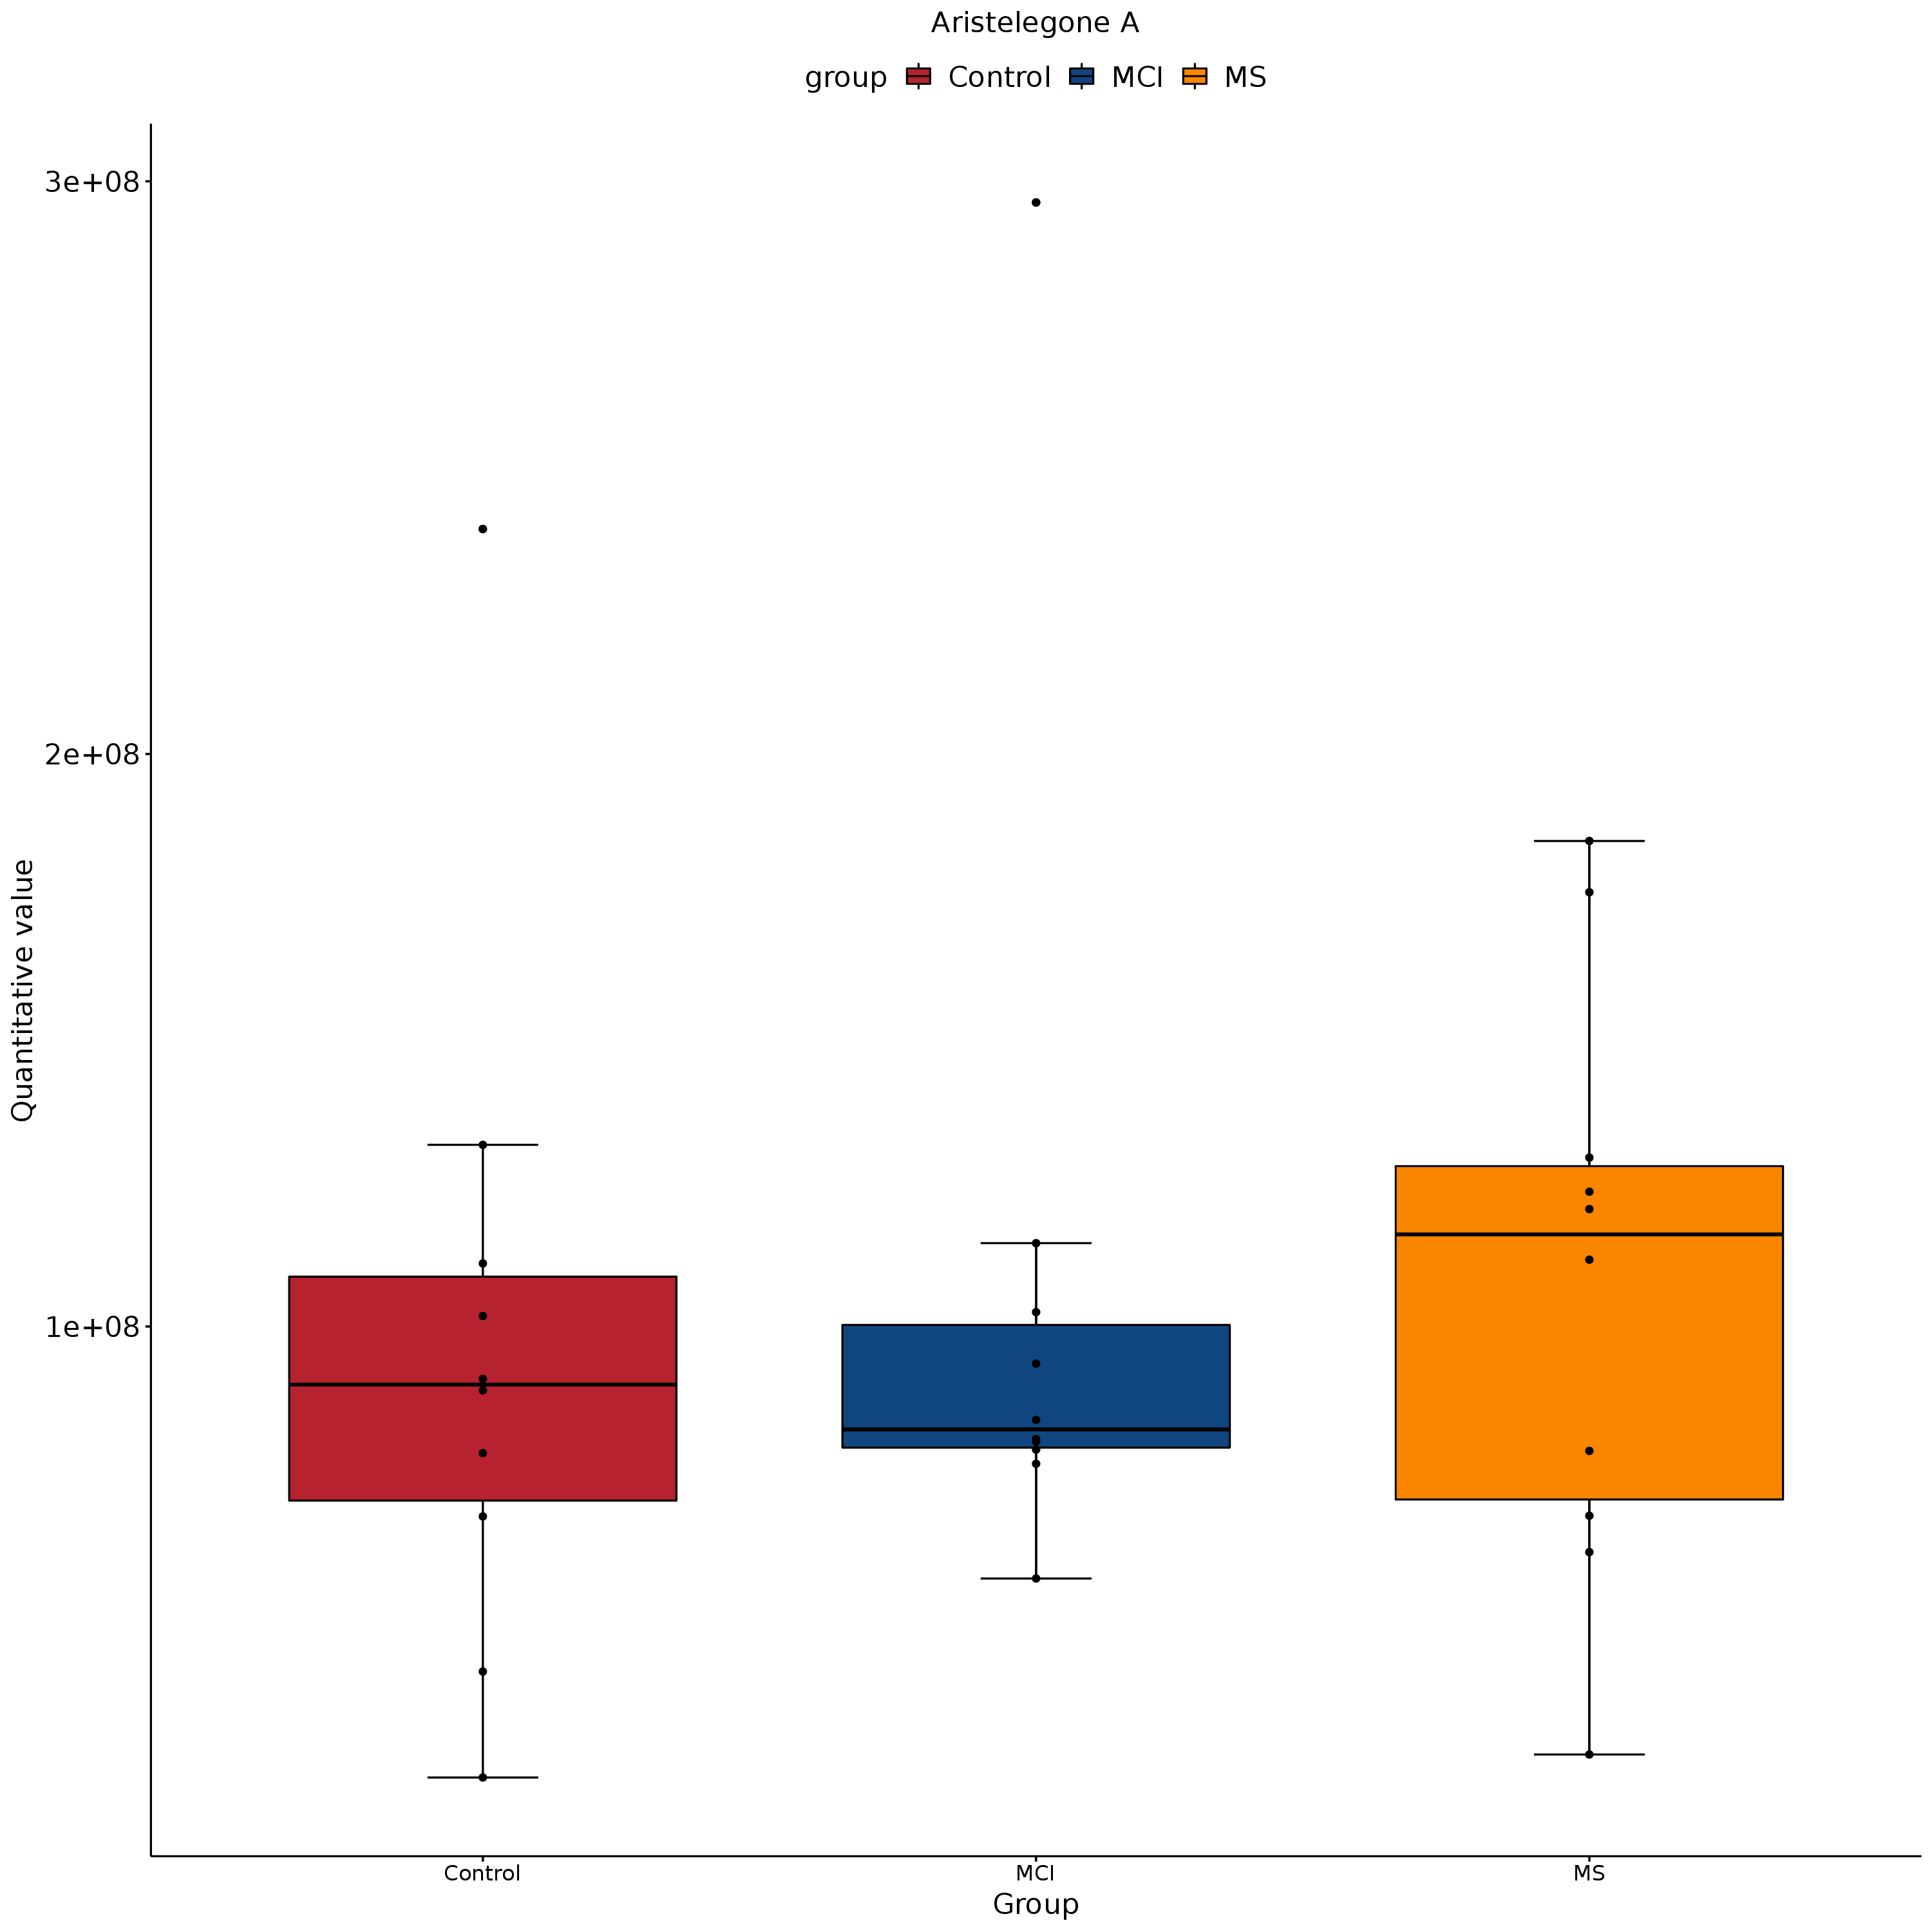 Aristelegone A
group Control MCI MS
3e+08
2e+08
1e+08
Quantitative value
Control MCI MS
Group